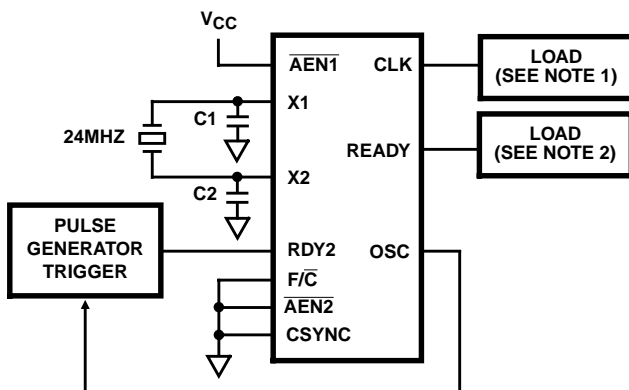 VCC
AEN1
CLK
LOAD
(SEE NOTE 1)
C1
X1
24MHZ
READY
LOAD
(SEE NOTE 2)
C2
X2
PULSE
GENERATOR
TRIGGER
RDY2
OSC
F/C̅
AEN2
CSYNC